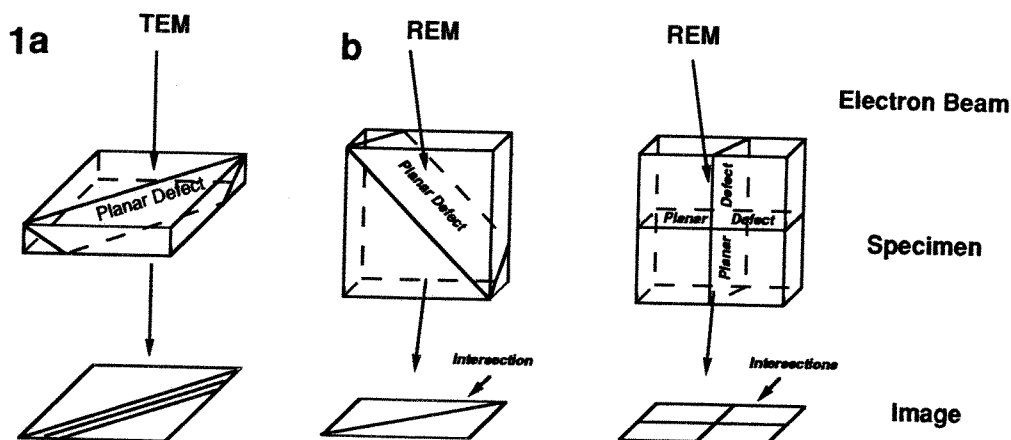 1a
TEM
b
REM
REM
Electron Beam
Planar Defect
Planar Defect
Defect
Planar Defect
Planar
Specimen
Intersection
Intersections
Image